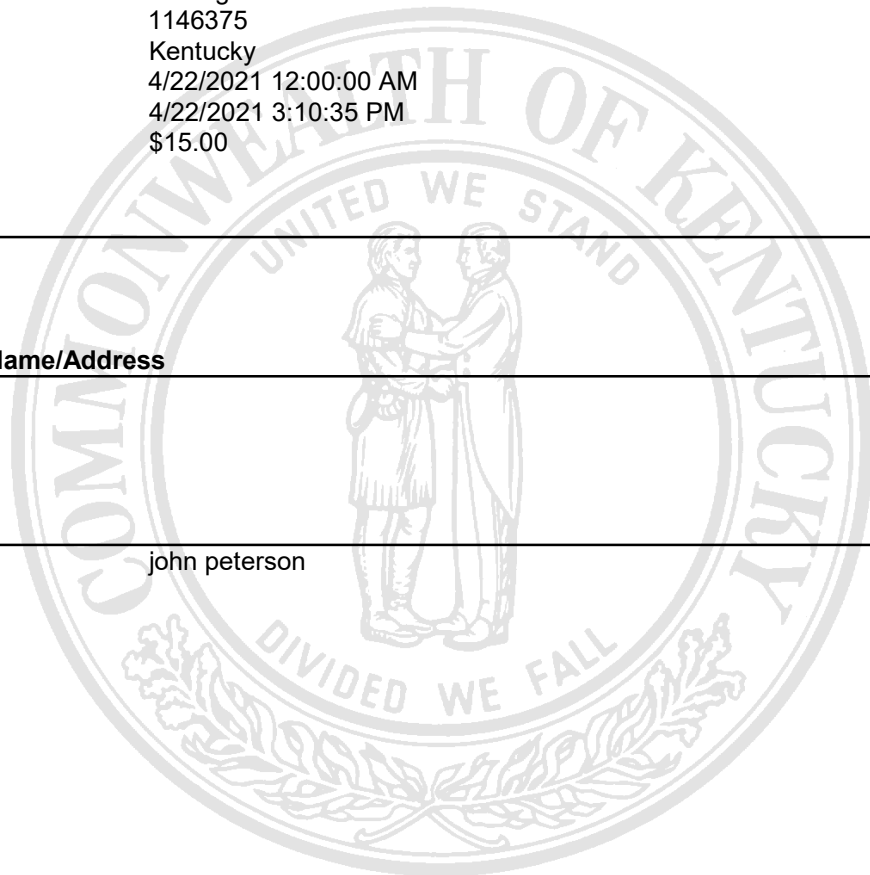 1146375
Kentucky
4/22/2021 12:00:00 AM
4/22/2021 3:10:35 PM
$15.00
COMMONWEALTH OF KENTUCKY
UNITED WE STAND
Name/Address
john peterson
DIVIDED WE FALL